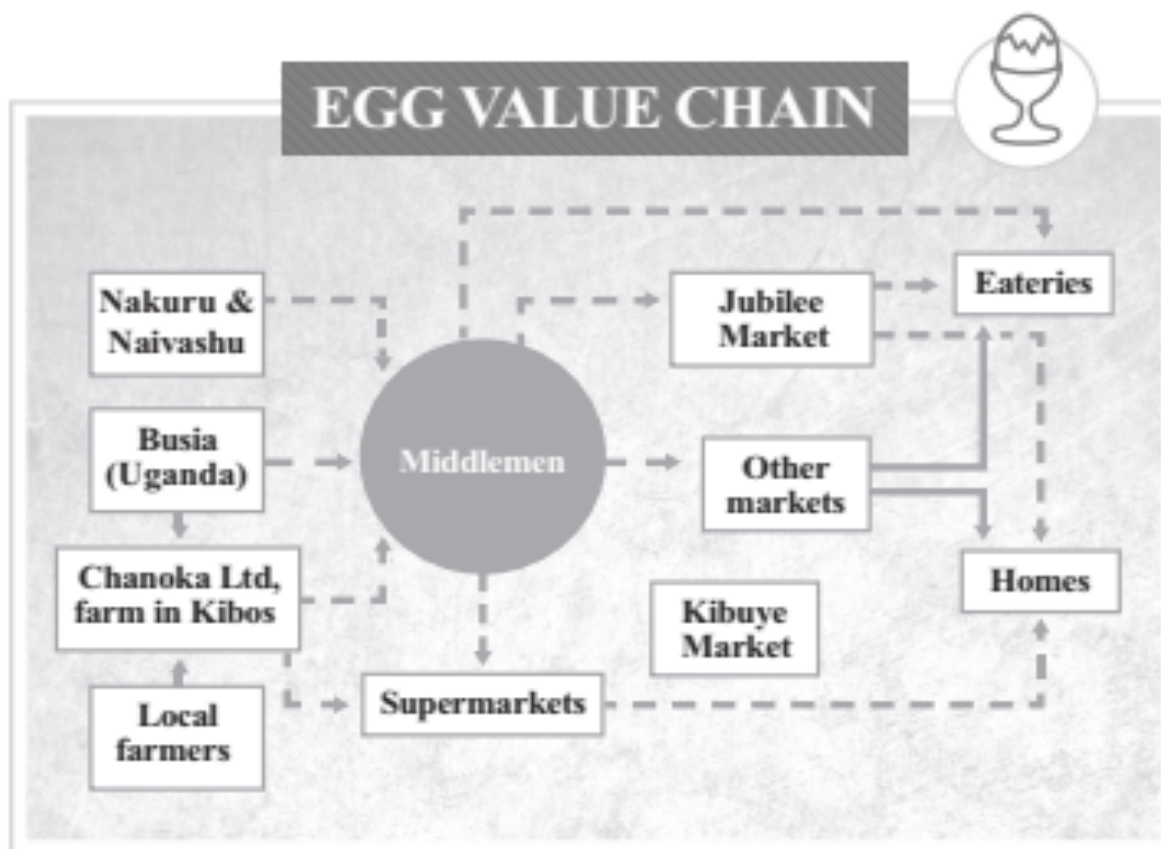 EGG VALUE CHAIN
Nakuru &
Naivashu
Busia
(Uganda)
Chanoka Ltd,
farm in Kibos
Local
farmers
Middlemen
Supermarkets
Jubilee
Market
Other
markets
Kibuye
Market
Eateries
Homes